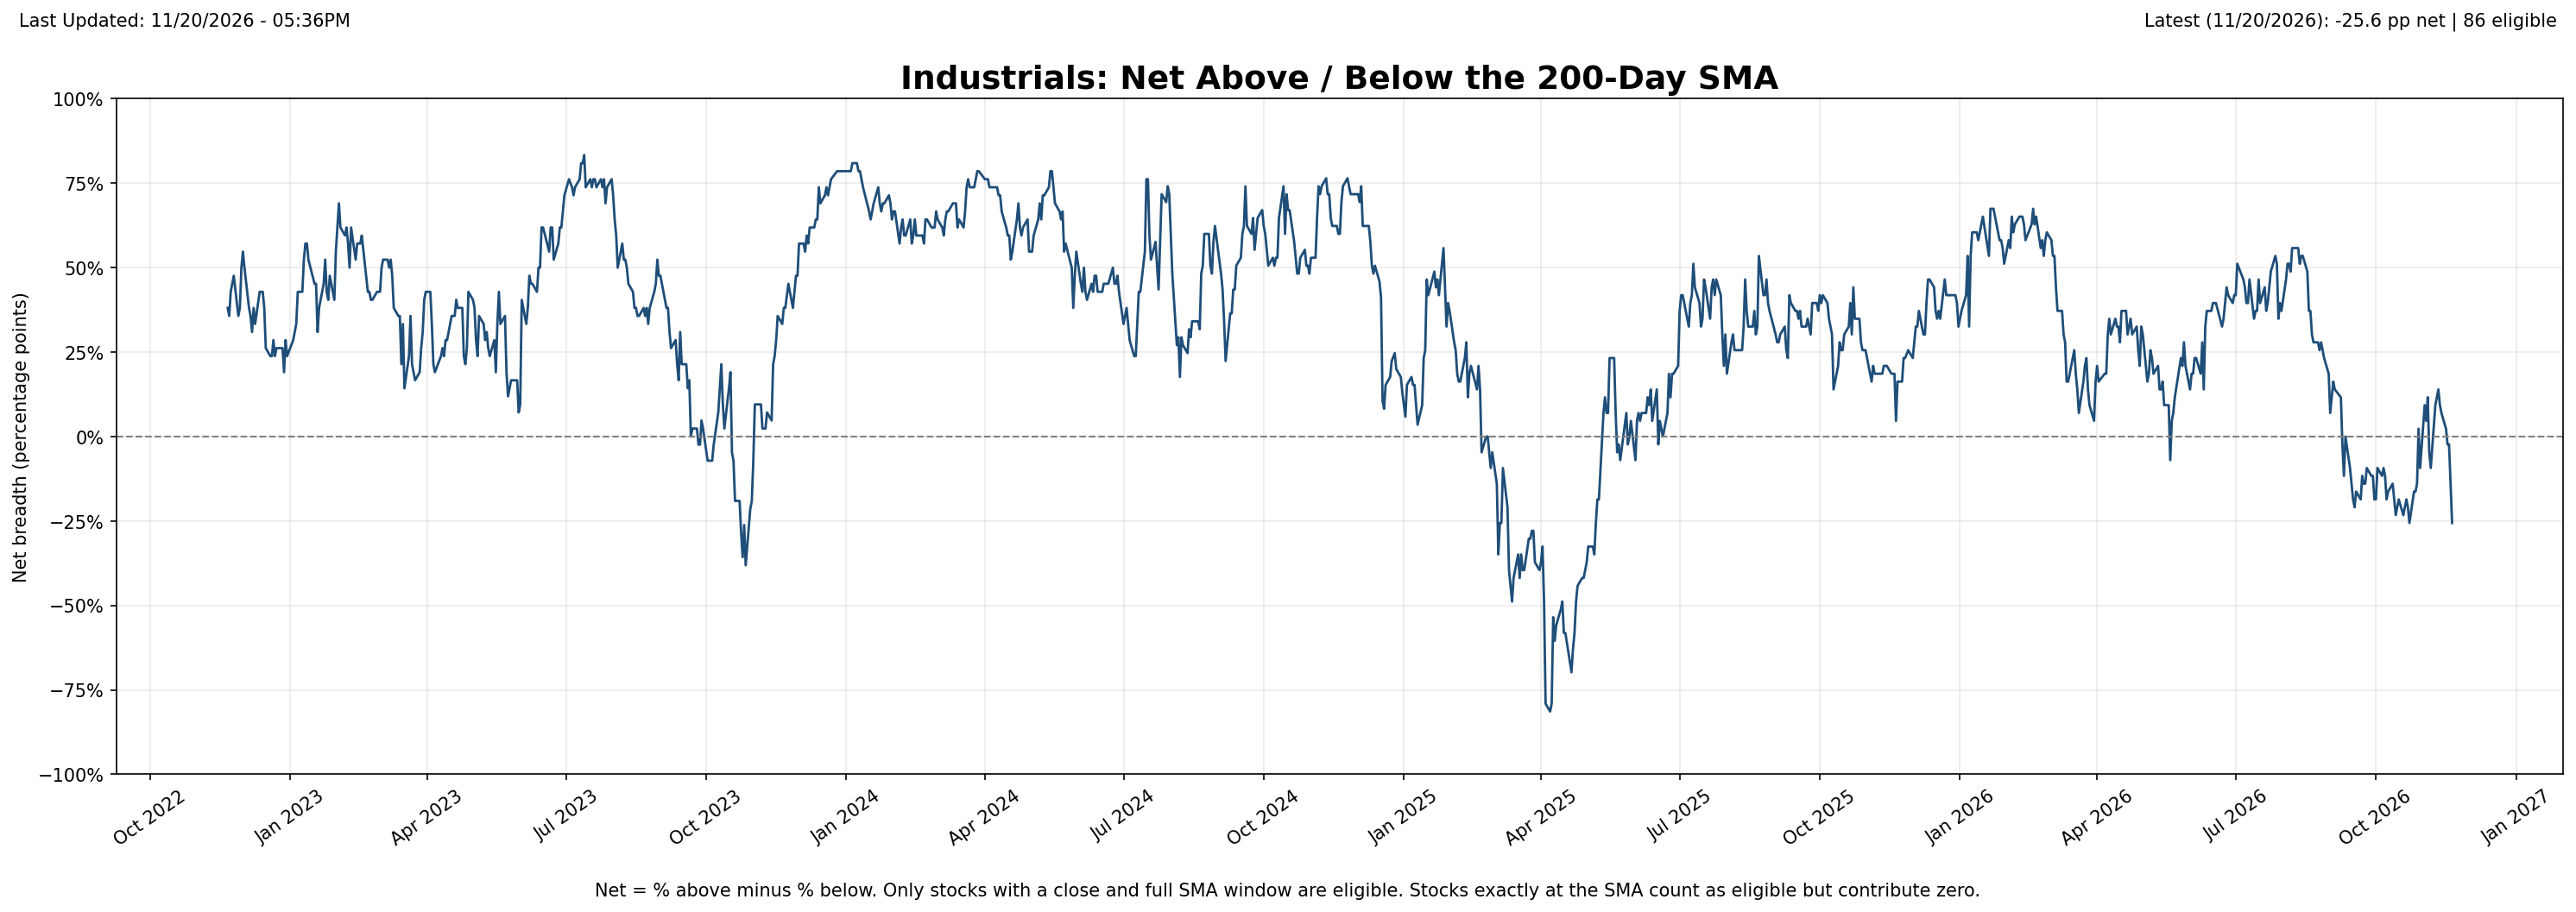 Last Updated: 11/20/2026 - 05:36PM
Latest (11/20/2026): -25.6 pp net | 86 eligible
Industrials: Net Above / Below the 200-Day SMA
Net breadth (percentage points)
100%
75%
50%
25%
0%
−25%
−50%
−75%
−100%
Oct 2022
Jan 2023
Apr 2023
Jul 2023
Oct 2023
Jan 2024
Apr 2024
Jul 2024
Oct 2024
Jan 2025
Apr 2025
Jul 2025
Oct 2025
Jan 2026
Apr 2026
Jul 2026
Oct 2026
Jan 2027
Net = % above minus % below. Only stocks with a close and full SMA window are eligible. Stocks exactly at the SMA count as eligible but contribute zero.